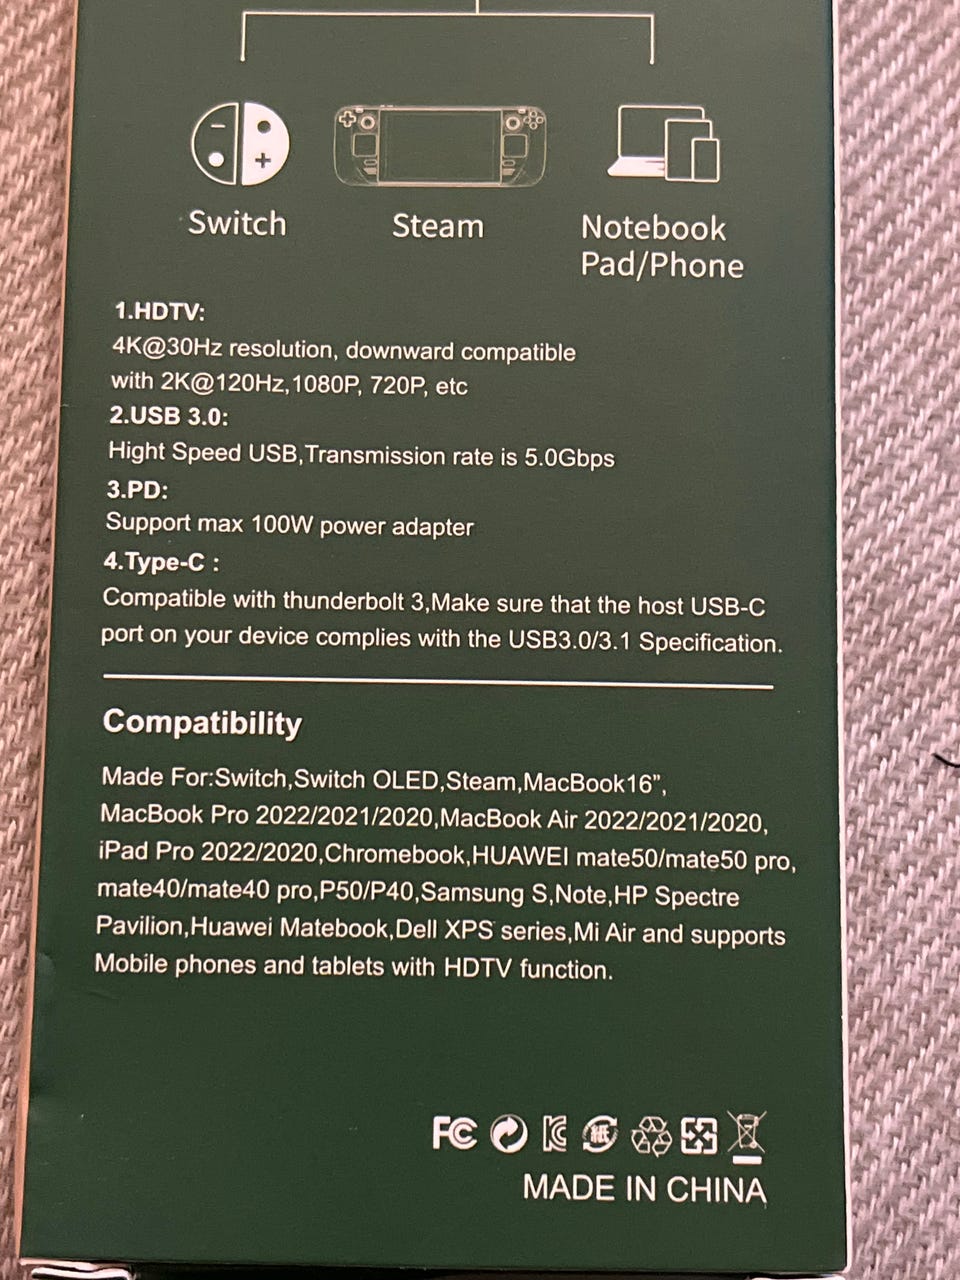 Switch
Steam
Notebook
Pad/Phone
1.HDTV:
4K@30Hz resolution, downward compatible
with 2K@120Hz,1080P, 720P, etc
2.USB 3.0:
Hight Speed USB,Transmission rate is 5.0Gbps
3.PD:
Support max 100W power adapter
4.Type-C :
Compatible with thunderbolt 3,Make sure that the host USB-C
port on your device complies with the USB3.0/3.1 Specification.
Compatibility
Made For:Switch,Switch OLED,Steam,MacBook16”,
MacBook Pro 2022/2021/2020,MacBook Air 2022/2021/2020,
iPad Pro 2022/2020,Chromebook,HUAWEI mate50/mate50 pro,
mate40/mate40 pro,P50/P40,Samsung S,Note,HP Spectre
Pavilion,Huawei Matebook,Dell XPS series,Mi Air and supports
Mobile phones and tablets with HDTV function.
FC KC 紙
MADE IN CHINA